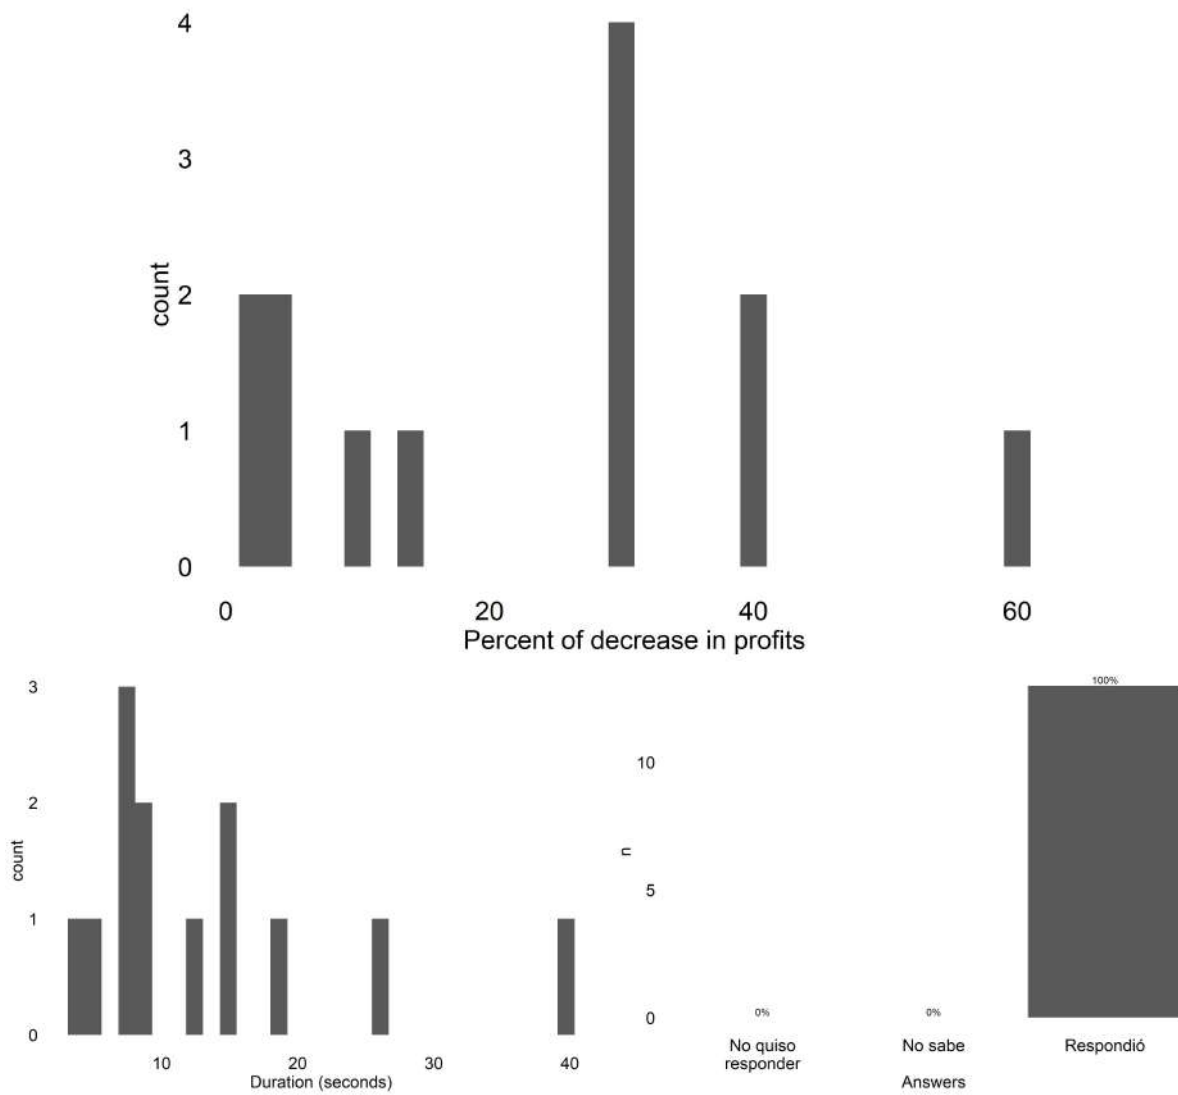 4
3
2
1
0
count
0 20 40 60
Percent of decrease in profits
3
2
1
0
count
10 20 30 40
Duration (seconds)
100%
10
5
0
n
0% 0%
No quiso
responder
No sabe
Respondió
Answers